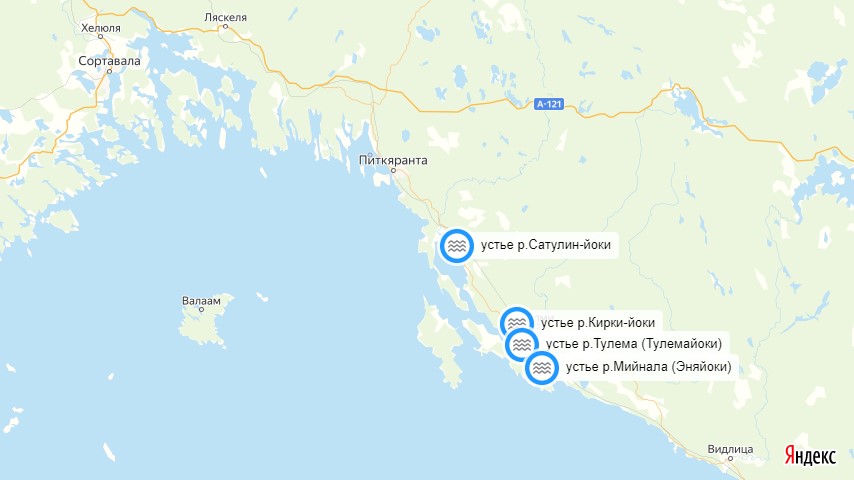 Ляскеля
Хелюля
Сортавала
А-121
Питкяранта
устье р.Сатулин-йоки
Валаам
устье р.Кирки-йоки
устье р.Тулема (Тулемайоки)
устье р.Мийнала (Эняйоки)
Видлица
Яндекс